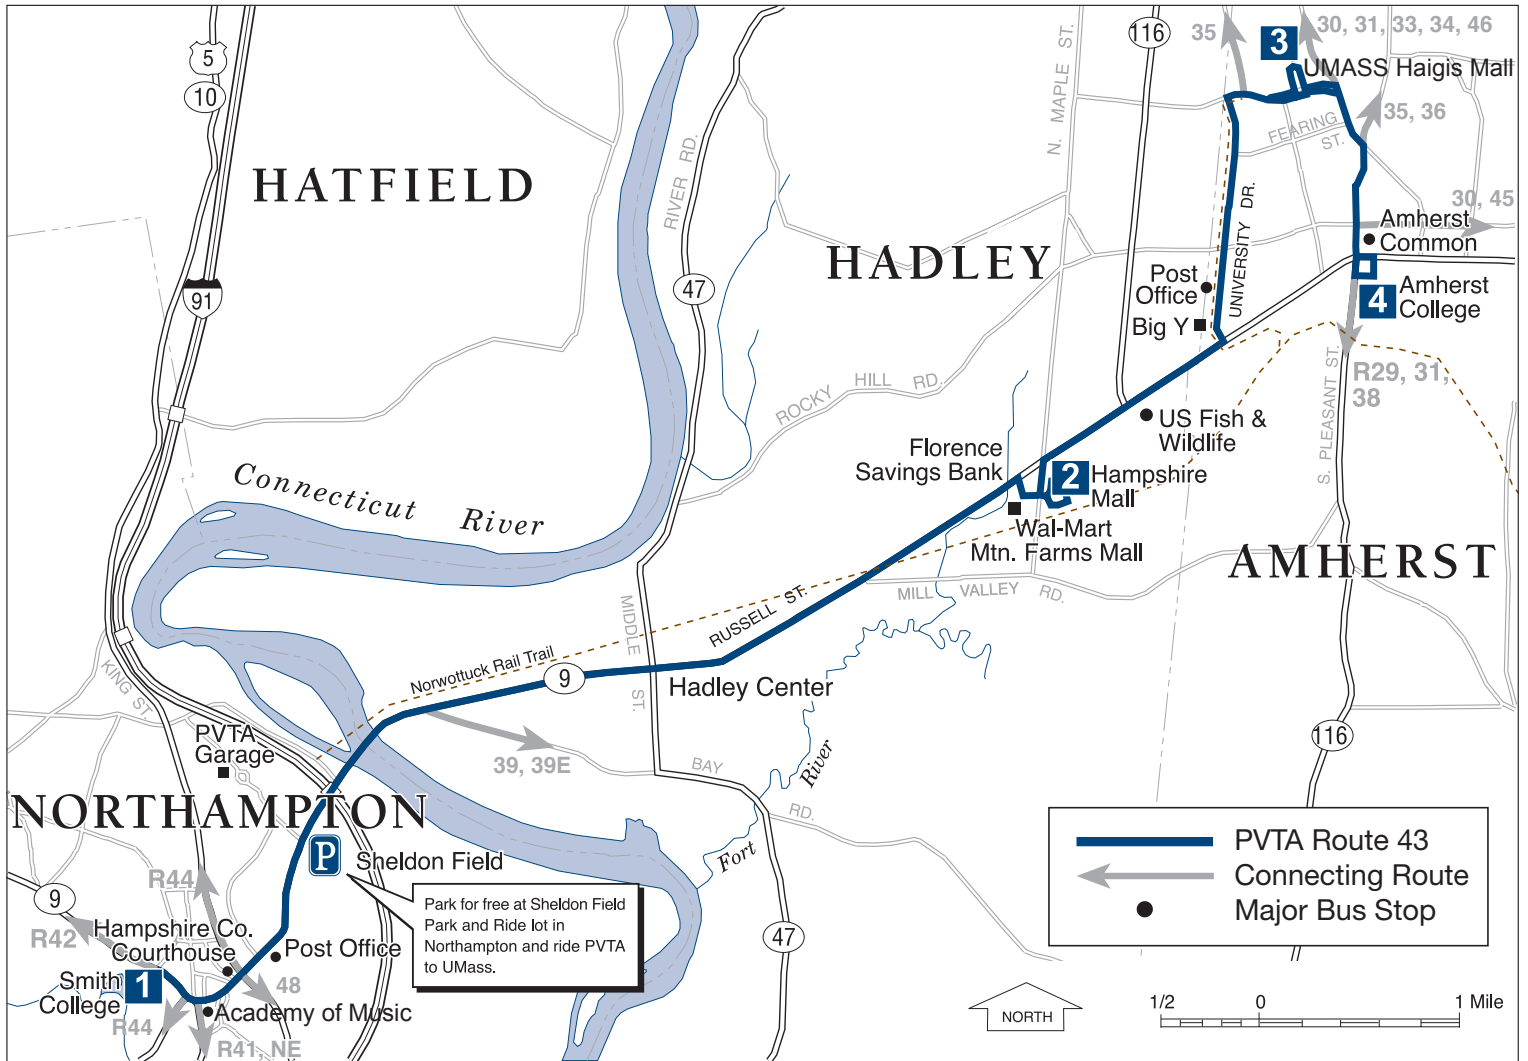 5
10
HATFIELD
91
RIVER RD.
47
116
N. MAPLE ST.
35
3
30, 31, 33, 34, 46
UMASS Haigis Mall
35, 36
FEARING
ST.
30, 45
UNIVERSITY DR.
Amherst
Common
HADLEY
Post
Office
Big Y
4
Amherst
College
R29, 31,
38
S. PLEASANT ST.
ROCKY HILL RD.
US Fish &
Wildlife
Florence
Savings Bank
2
Hampshire
Mall
Wal-Mart
Mtn. Farms Mall
Connecticut River
AMHERST
MILL VALLEY RD.
RUSSELL ST.
MIDDLE ST.
Norwottuck Rail Trail
9
Hadley Center
KING ST.
PVTA
Garage
39, 39E
BAY
RD.
Fort River
116
NORTHAMPTON
P
Sheldon Field
Park for free at Sheldon Field
Park and Ride lot in
Northampton and ride PVTA
to UMass.
R44
9
R42
Hampshire Co.
Courthouse
Post Office
47
Smith
College
1
48
Academy of Music
R44
R41, NE
PVTA Route 43
Connecting Route
Major Bus Stop
NORTH
1/2 0 1 Mile